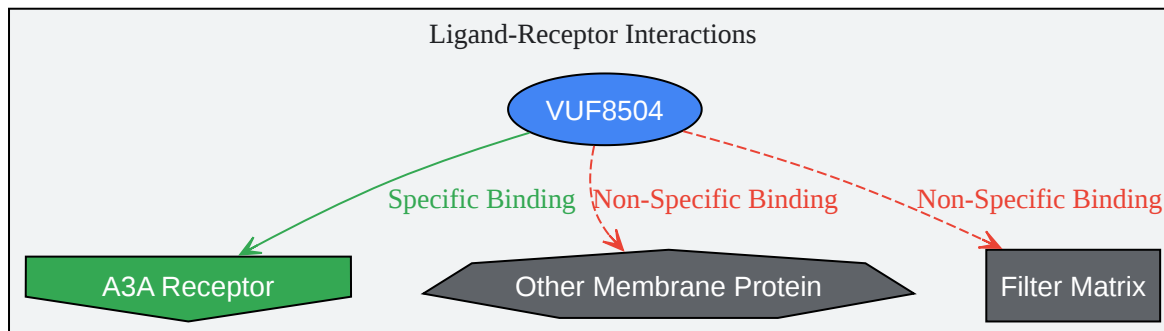 Ligand-Receptor Interactions
VUF8504
Specific Binding
Non-Specific Binding
Non-Specific Binding
A3A Receptor
Other Membrane Protein
Filter Matrix